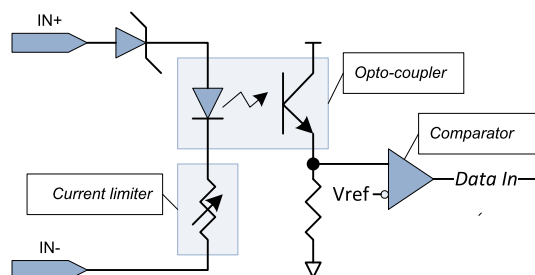 IN+
Opto-coupler
Comparator
Current limiter
Vref
Data In
IN-